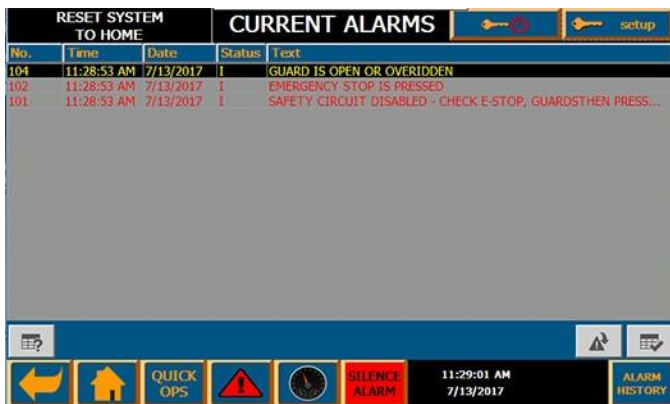 RESET SYSTEM
TO HOME
CURRENT ALARMS
setup
No. Time Date Status Text
104 11:28:53 AM 7/13/2017 I GUARD IS OPEN OR OVERIDDEN
102 11:28:53 AM 7/13/2017 I EMERGENCY STOP IS PRESSED
101 11:28:53 AM 7/13/2017 I SAFETY CIRCUIT DISABLED - CHECK E-STOP, GUARDSTHEN PRESS...
QUICK
OPS
SILENCE
ALARM
11:29:01 AM
7/13/2017
ALARM
HISTORY